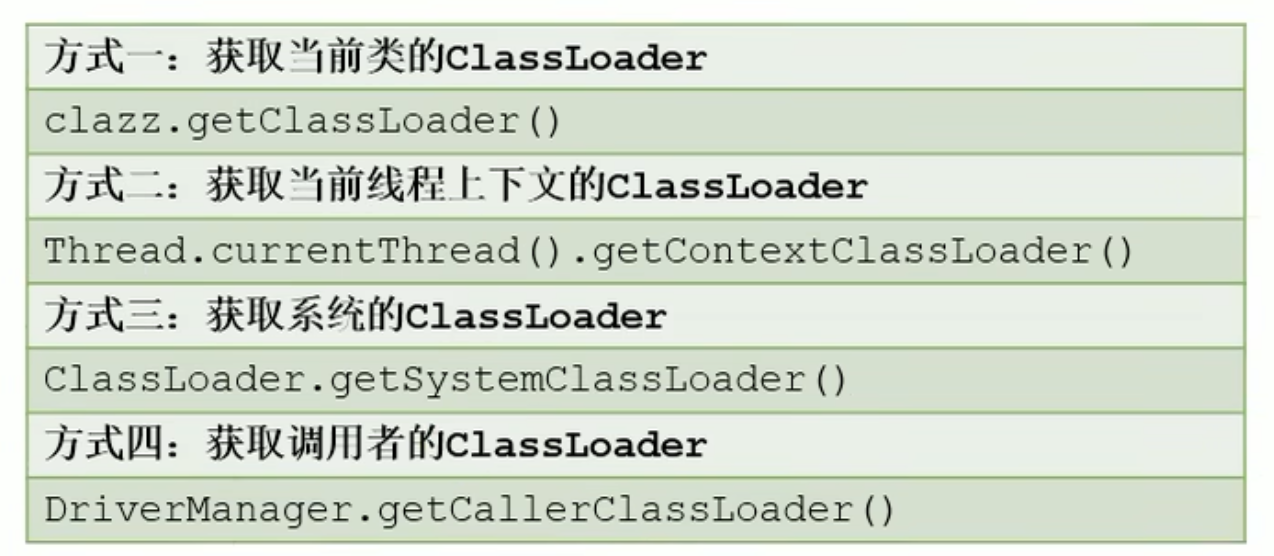 方式一：获取当前类的ClassLoader
clazz.getClassLoader()
方式二：获取当前线程上下文的ClassLoader
Thread.currentThread().getContextClassLoader()
方式三：获取系统的ClassLoader
ClassLoader.getSystemClassLoader()
方式四：获取调用者的ClassLoader
DriverManager.getCallerClassLoader()